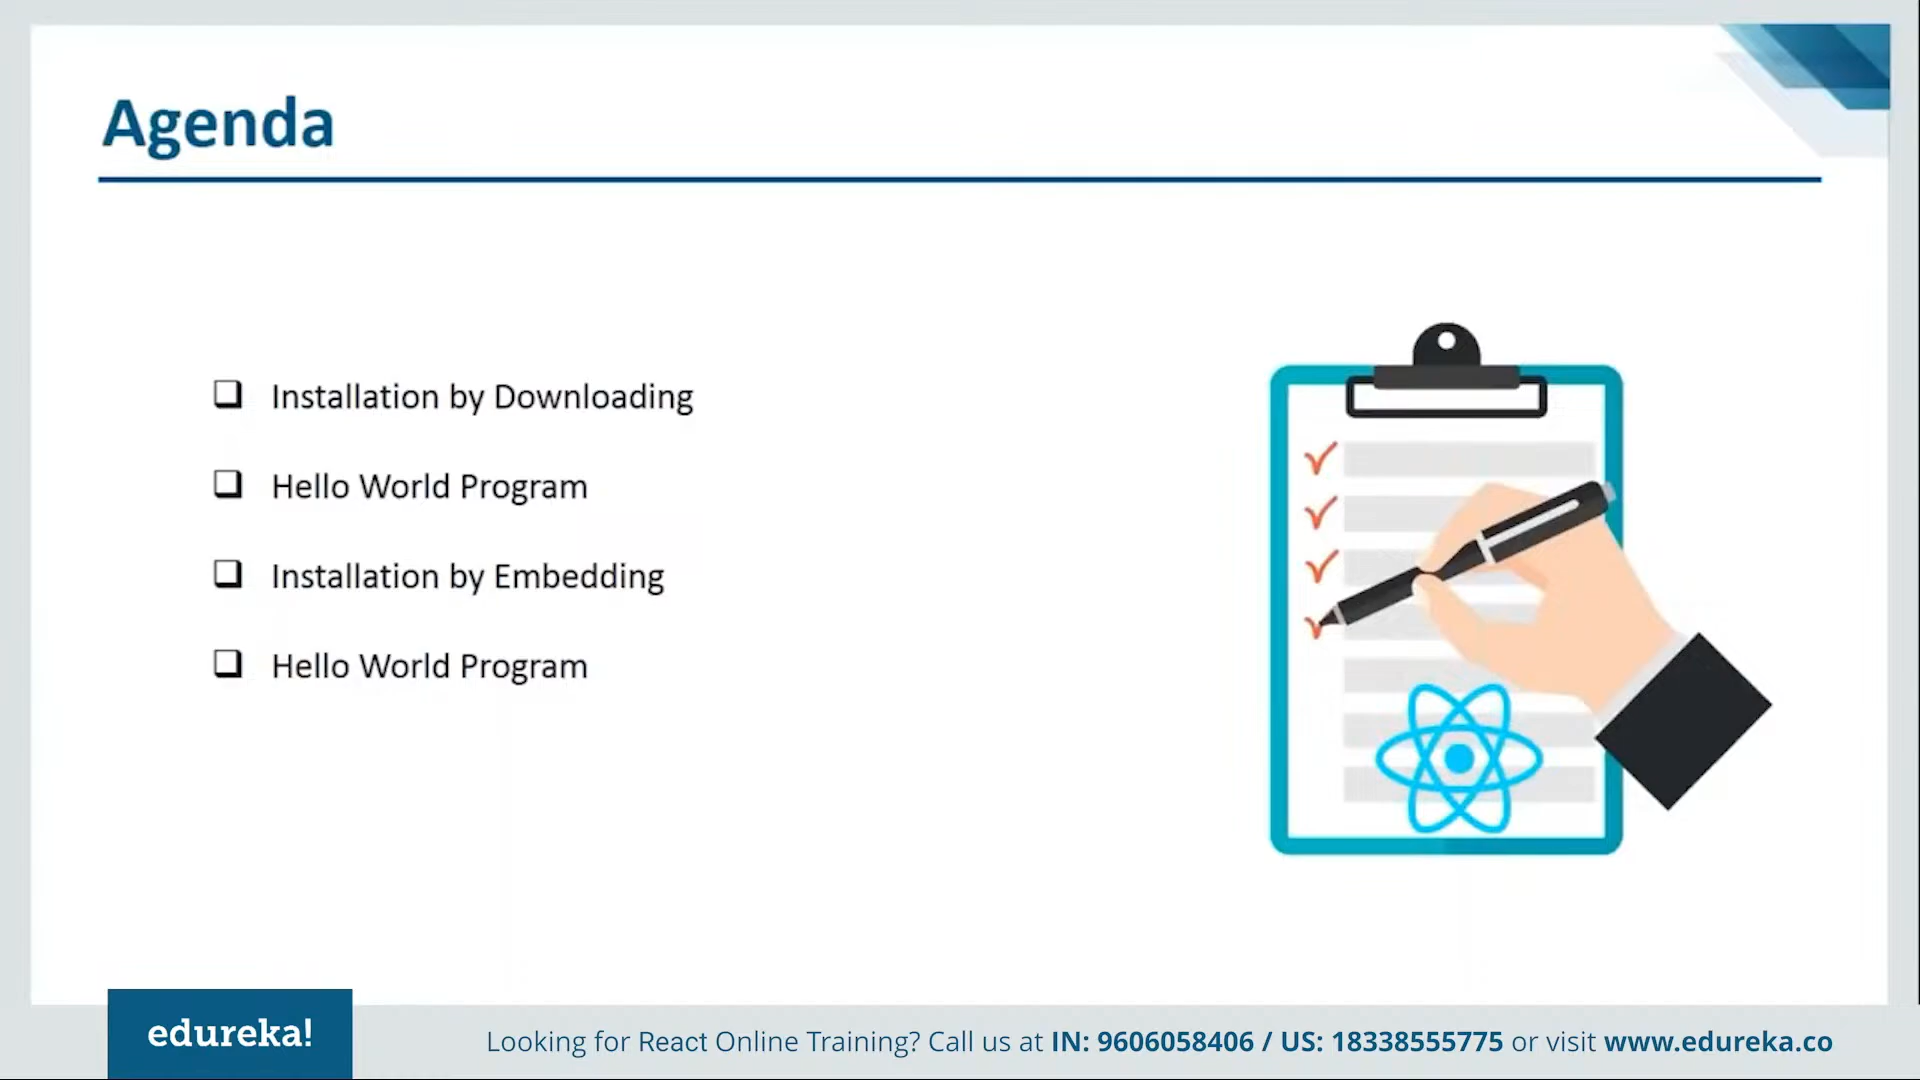 Agenda
Installation by Downloading
Hello World Program
Installation by Embedding
Hello World Program
edureka!
Looking for React Online Training? Call us at IN: 9606058406 / US: 18338555775 or visit www.edureka.co